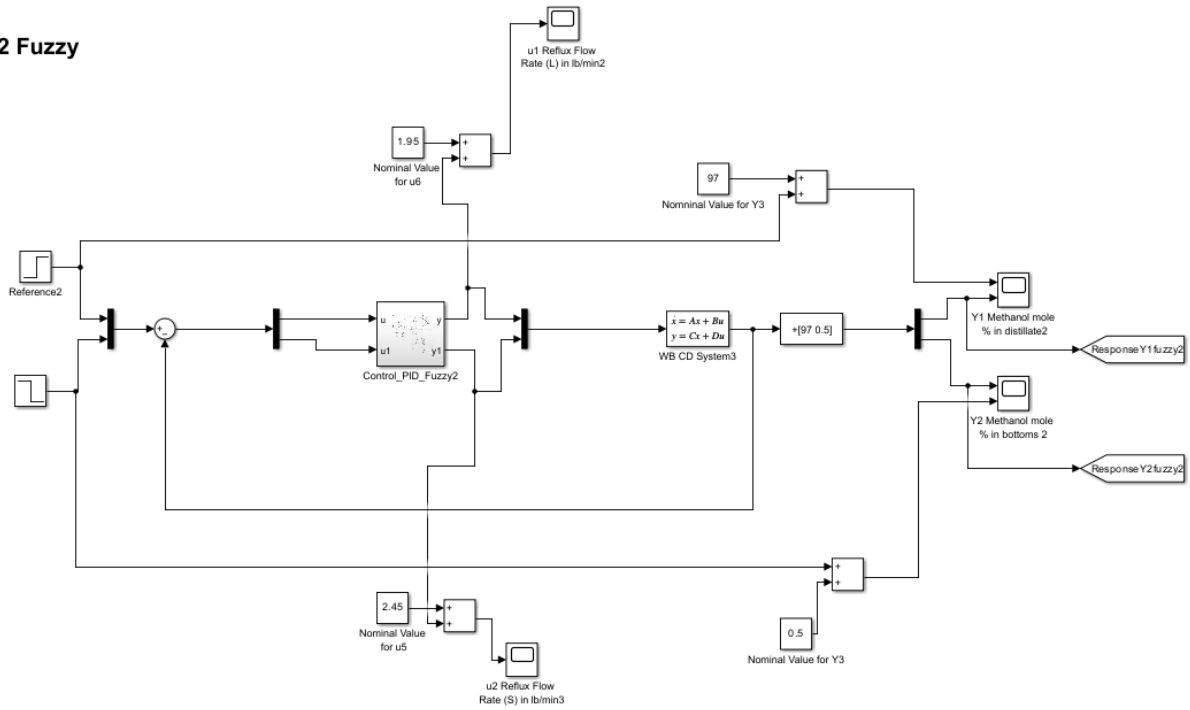 2 Fuzzy
u1 Reflux Flow
Rate (L) in lb/min2
1.95
+
+
Nominal Value
for u6
97
+
+
Nomninal Value for Y3
Reference2
+
−
u
y
u1
y1
Control_PID_Fuzzy2
ẋ = Ax + Bu
y = Cx + Du
WB CD System3
+[97 0.5]
Y1 Methanol mole
% in distillate2
ResponseY1fuzzy2
Y2 Methanol mole
% in bottoms 2
ResponseY2fuzzy2
+
+
2.45
+
+
Nominal Value
for u5
0.5
Nominal Value for Y3
u2 Reflux Flow
Rate (S) in lb/min3